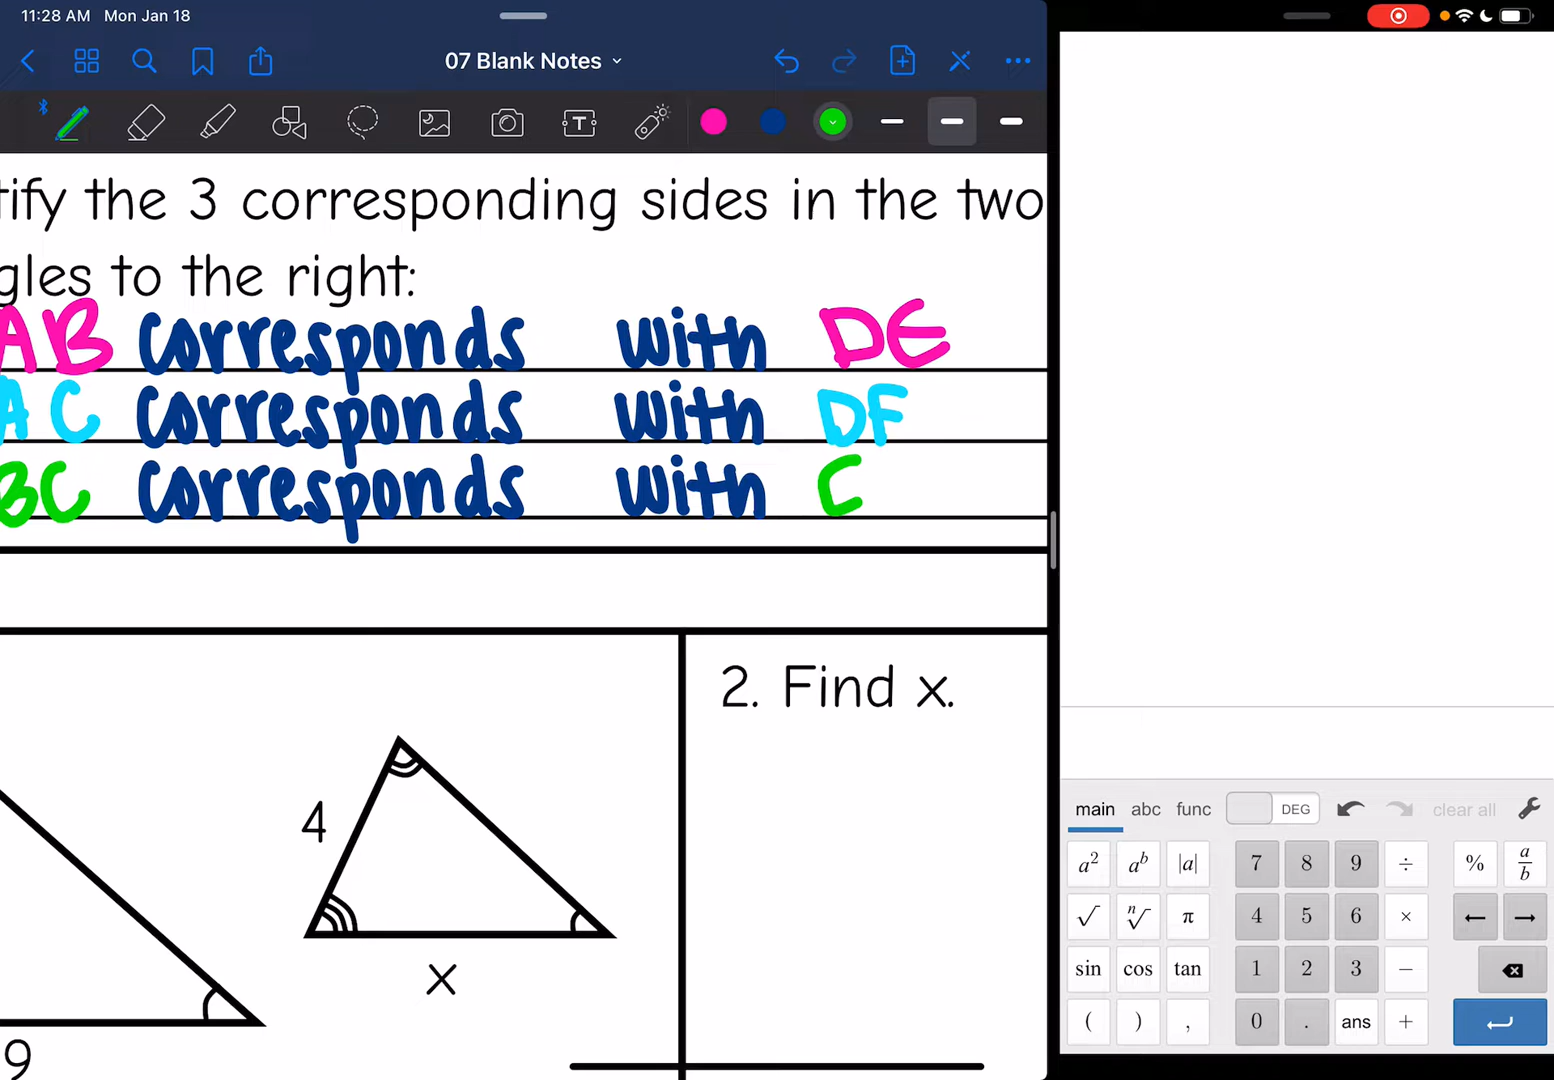 11:28 AM Mon Jan 18
07 Blank Notes
T
tify the 3 corresponding sides in the two
gles to the right:
AB corresponds with DE
AC corresponds with DF
BC corresponds with C
2. Find x.
4
x
9
main abc func DEG clear all
a² aᵇ |a| 7 8 9 ÷ % a/b
√ ⁿ√ π 4 5 6 × ← →
sin cos tan 1 2 3 −
( ) , 0 . ans +